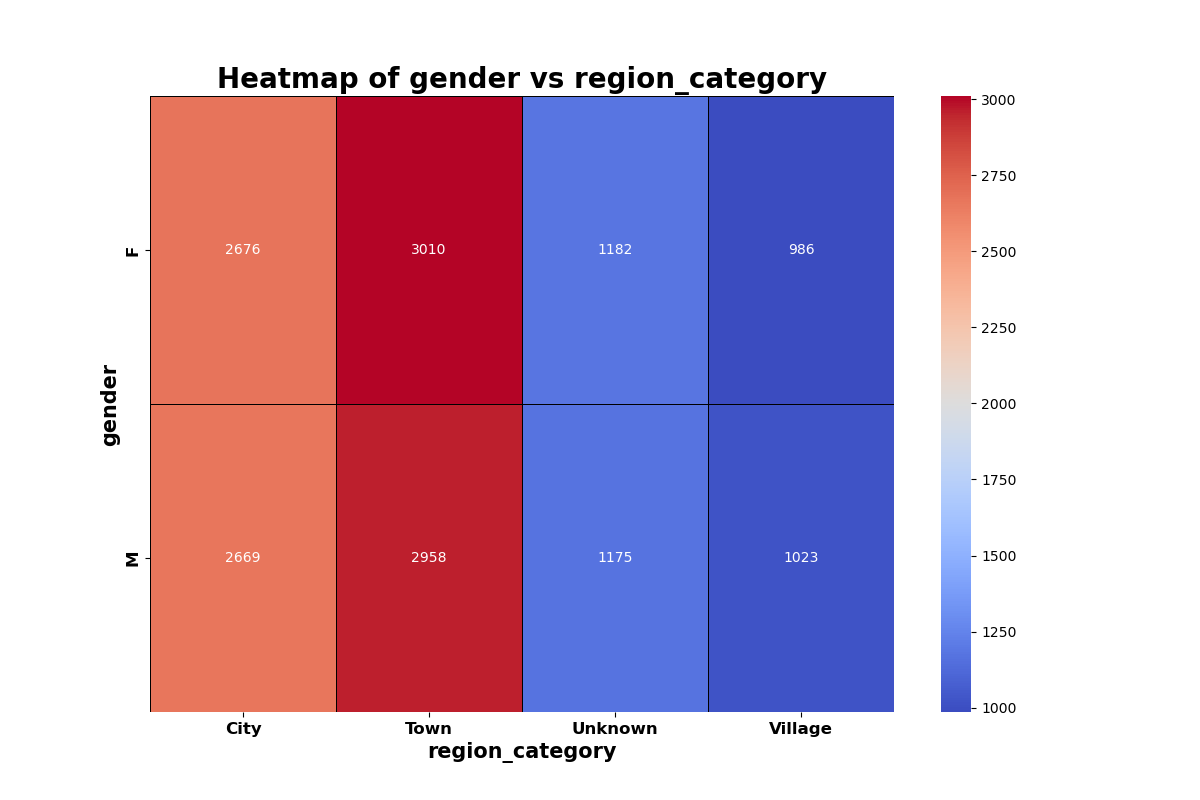 Heatmap of gender vs region_category
3000
2750
2500
2250
2000
1750
1500
1250
1000
gender
F
2676 3010 1182 986
M
2669 2958 1175 1023
City Town Unknown Village
region_category